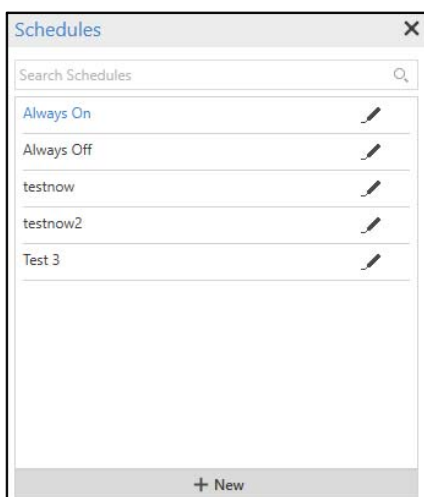 Schedules
Search Schedules
Always On
Always Off
testnow
testnow2
Test 3
+ New